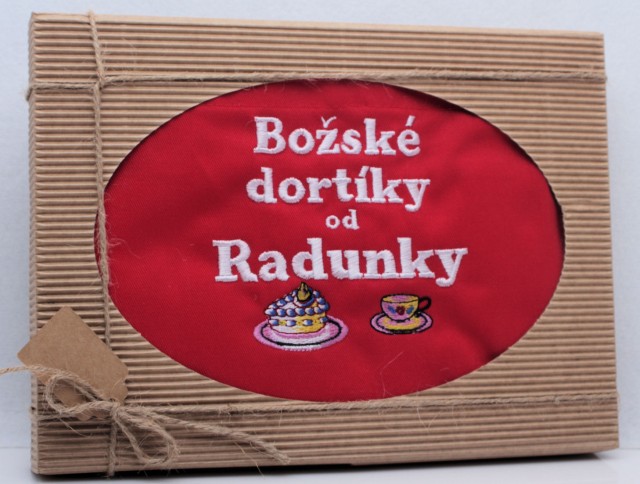 Božské
dortíky
od
Radunky